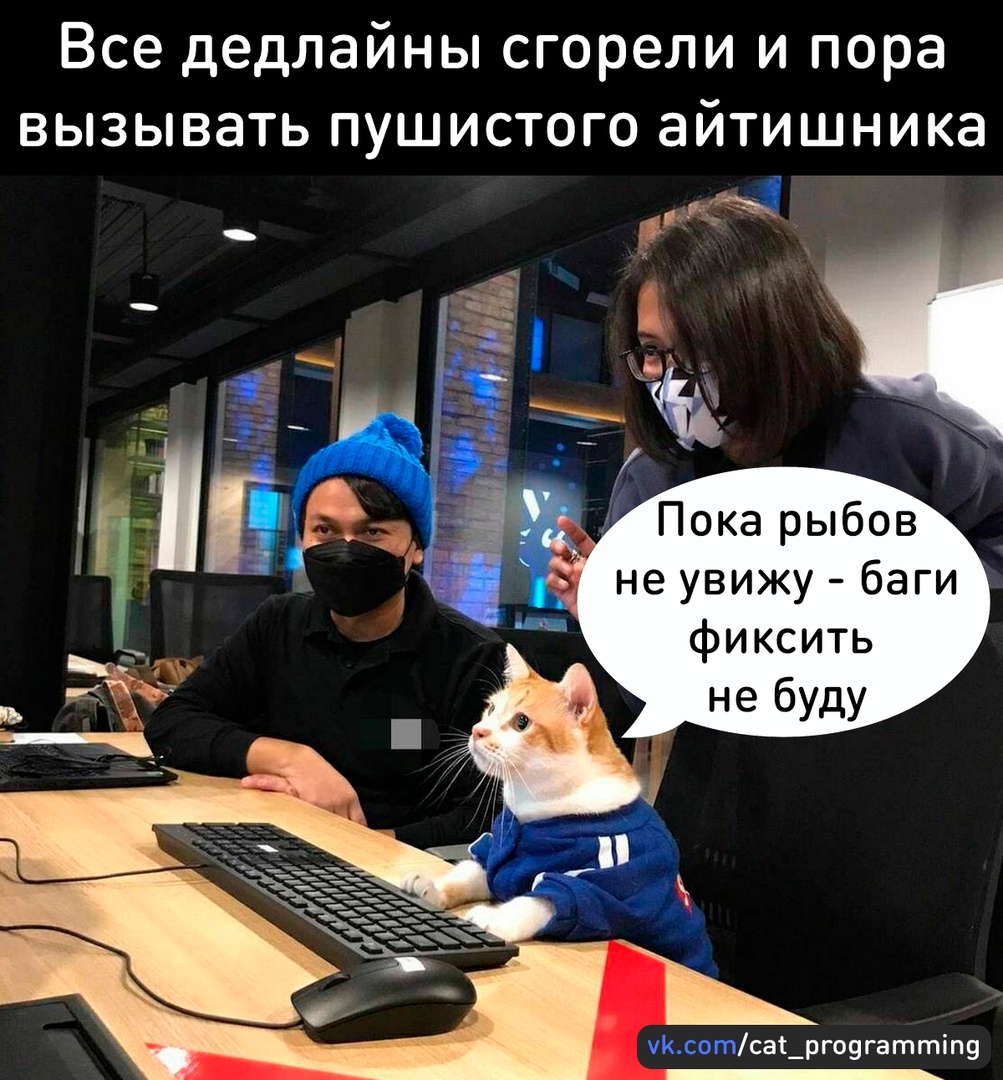 Все дедлайны сгорели и пора
вызывать пушистого айтишника
Пока рыбов
не увижу - баги
фиксить
не буду
vk.com/cat_programming